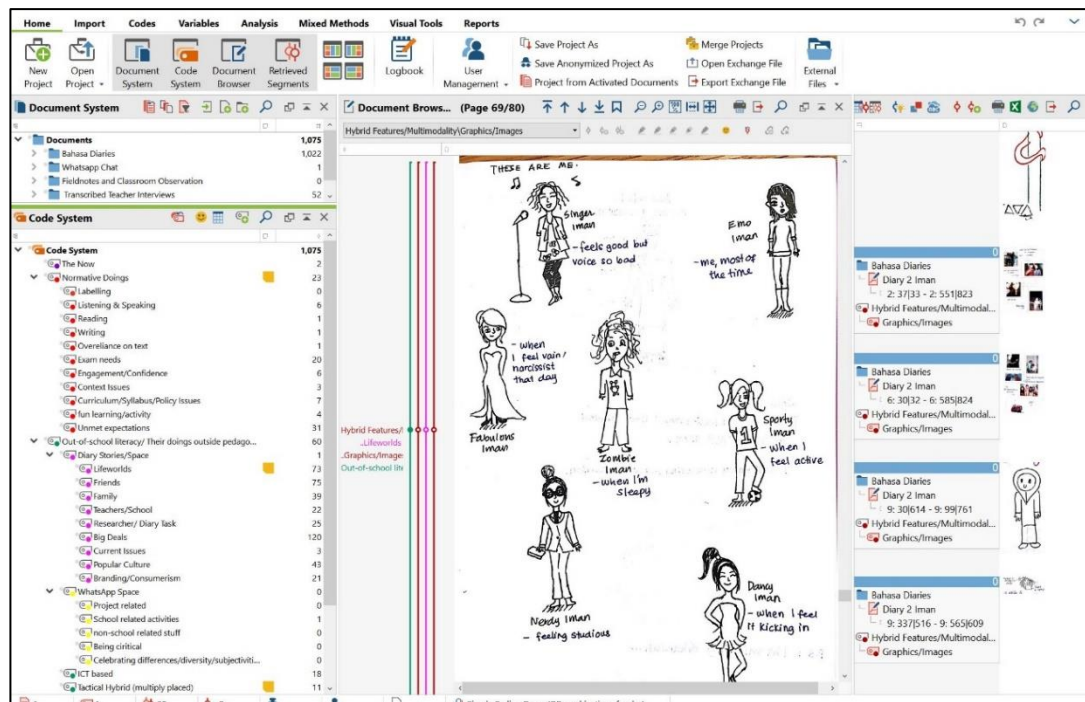 Home Import Codes Variables Analysis Mixed Methods Visual Tools Reports
New Project
Open Project
Document System
Code System
Document Browser
Retrieved Segments
Logbook
User Management
Save Project As
Save Anonymized Project As
Project from Activated Documents
Merge Projects
Open Exchange File
Export Exchange File
External Files
Document System
Documents 1,075
Bahasa Diaries 1,022
Whatsapp Chat 1
Fieldnotes and Classroom Observation 0
Transcribed Teacher Interviews 52
Code System
Code System 1,075
The Now 2
Normative Doings 23
Labelling 0
Listening & Speaking 6
Reading 1
Writing 1
Overeliance on text 1
Exam needs 20
Engagement/Confidence 6
Context Issues 3
Curriculum/Syllabus/Policy Issues 7
fun learning/activity 4
Unmet expectations 31
Out-of-school literacy/ Their doings outside pedago... 60
Diary Stories/Space 1
Lifeworlds 73
Friends 75
Family 39
Teachers/School 22
Researcher/ Diary Task 25
Big Deals 120
Current Issues 3
Popular Culture 43
Branding/Consumerism 21
WhatsApp Space 0
Project related 0
School related activities 1
non-school related stuff 0
Being ciritical 0
Celebrating differences/diversity/subjectiviti... 0
ICT based 18
Tactical Hybrid (multiply placed) 11
Document Brows... (Page 69/80)
Hybrid Features/Multimodality\Graphics/Images
Hybrid Features/I
..Lifeworlds
..Graphics/Image
Out-of-school lite
THESE ARE ME.
Singer
Iman
- feels good but
voice so bad
Emo
Iman
- me, most of
the time
- when
I feel vain/
narcissist
that day
Fabulous
Iman
Zombie
Iman
- when I'm
sleepy
Sporty
Iman
- When I
feel active
1
Nerdy Iman
- feeling studious
Dancy
Iman
- when I feel
it kicking in
0
Bahasa Diaries
Diary 2 Iman
2: 37|33 - 2: 551|823
Hybrid Features/Multimodal...
Graphics/Images
0
Bahasa Diaries
Diary 2 Iman
6: 30|32 - 6: 585|824
Hybrid Features/Multimodal...
Graphics/Images
0
Bahasa Diaries
Diary 2 Iman
9: 30|614 - 9: 99|761
Hybrid Features/Multimodal...
Graphics/Images
0
Bahasa Diaries
Diary 2 Iman
9: 337|516 - 9: 565|609
Hybrid Features/Multimodal...
Graphics/Images